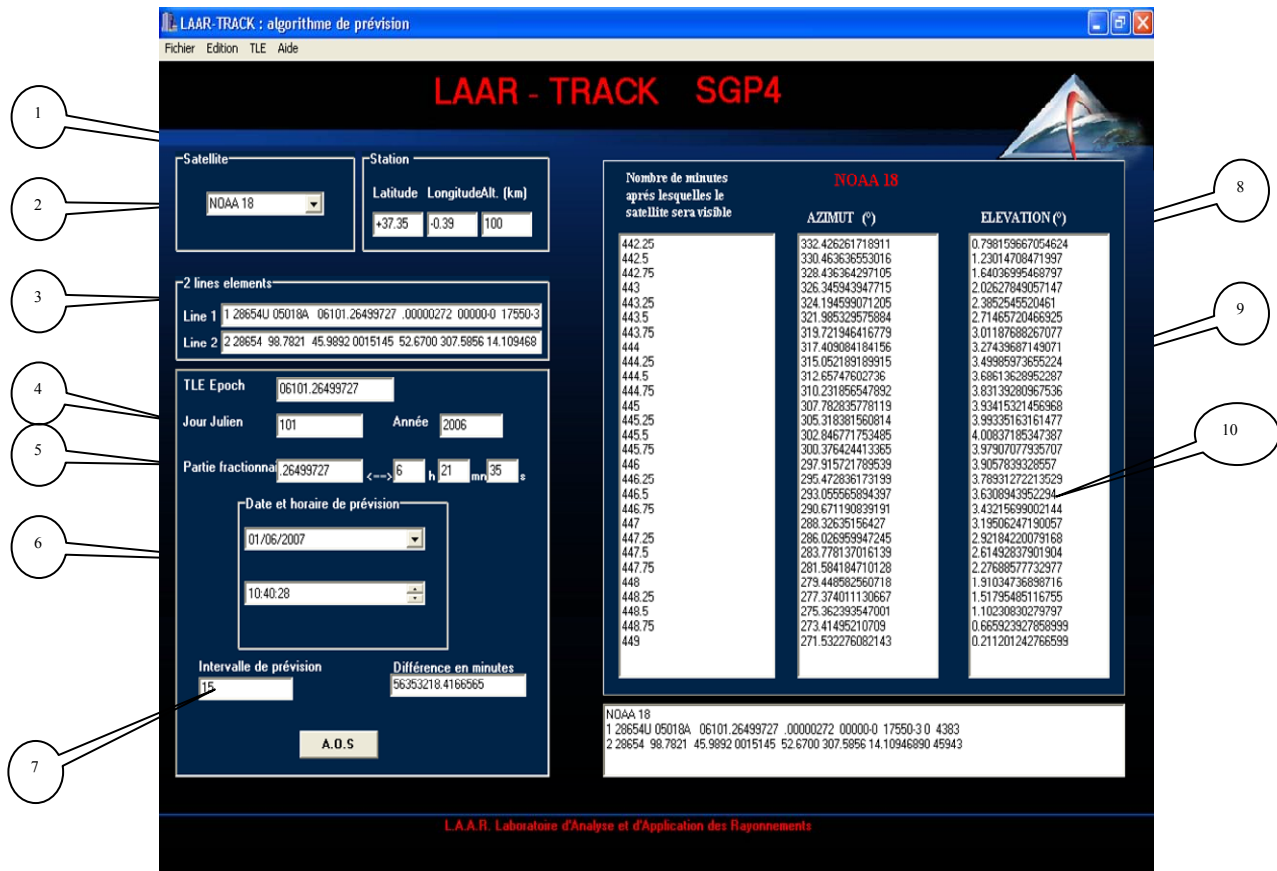 LAAR-TRACK : algorithme de prévision
Fichier Edition TLE Aide
LAAR - TRACK SGP4
1
2
3
4
5
6
7
8
9
10
Satellite
NOAA 18
Station
Latitude LongitudeAlt. (km)
+37.35 -0.39 100
2 lines elements
Line 1 1 28654U 05018A 06101.26499727 .00000272 00000-0 17550-3
Line 2 2 28654 98.7821 45.9892 0015145 52.6700 307.5856 14.109468
TLE Epoch 06101.26499727
Jour Julien 101 Année 2006
Partie fractionnai .26499727 <--> 6 h 21 mn 35 s
Date et horaire de prévision
01/06/2007
10:40:28
Intervalle de prévision
15
Différence en minutes
56353218.4166565
A.O.S
Nombre de minutes
aprés lesquelles le
satellite sera visible
NOAA 18
AZIMUT (°)
ELEVATION (°)
442.25 332.426261718911 0.798159667054624
442.5 330.463636553016 1.23014708471997
442.75 328.436364297105 1.64036995468797
443 326.345943947715 2.02627849057147
443.25 324.194599071205 2.3852545520461
443.5 321.985329575884 2.71465720466925
443.75 319.721946416779 3.01187688267077
444 317.409084184156 3.27439687149071
444.25 315.052189189915 3.49985973655224
444.5 312.65747602736 3.68613628952287
444.75 310.231856547892 3.83139280967536
445 307.782835778119 3.93415321456968
445.25 305.318381560814 3.99335163161477
445.5 302.846771753485 4.00837185347387
445.75 300.376424413365 3.97907077935707
446 297.915721789539 3.9057839328557
446.25 295.472836173199 3.78931272213529
446.5 293.055565894397 3.6308943952294
446.75 290.671190839191 3.43215699002144
447 288.32635156427 3.19506247190057
447.25 286.026959947245 2.92184220079168
447.5 283.778137016139 2.61492837901904
447.75 281.584184710128 2.27688577732977
448 279.448582560718 1.91034736898716
448.25 277.374011130667 1.51795485116755
448.5 275.362393547001 1.10230830279797
448.75 273.41495210709 0.665923927858999
449 271.532276082143 0.211201242766599
NOAA 18
1 28654U 05018A 06101.26499727 .00000272 00000-0 17550-3 0 4383
2 28654 98.7821 45.9892 0015145 52.6700 307.5856 14.10946890 45943
L.A.A.R. Laboratoire d'Analyse et d'Application des Rayonnements